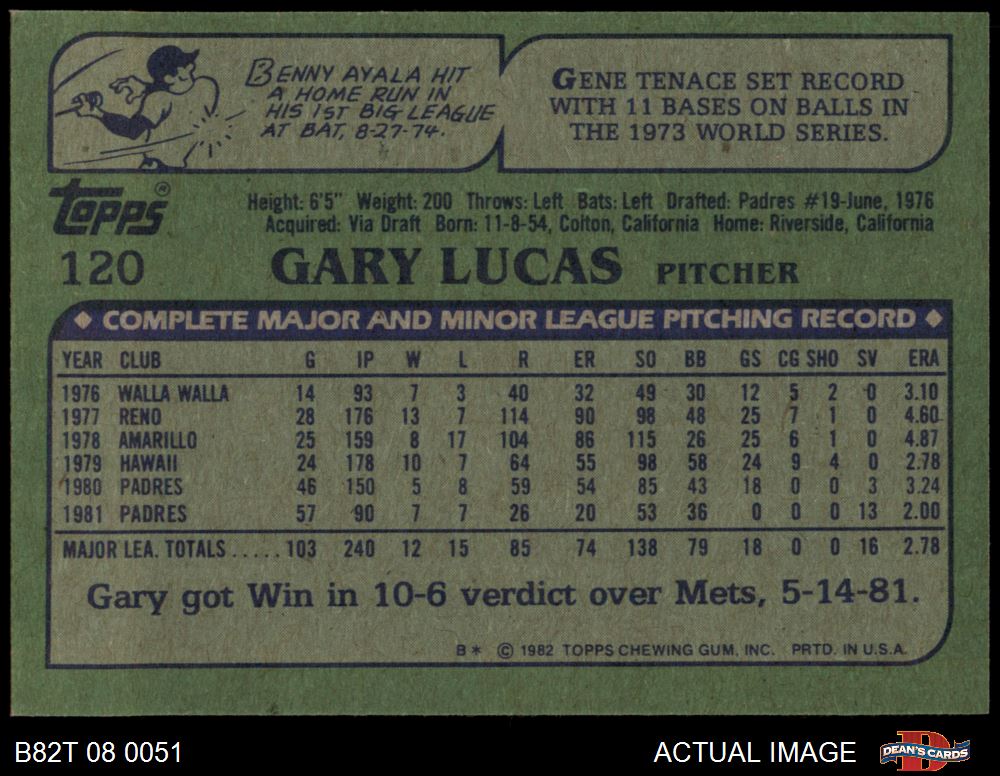 BENNY AYALA HIT
A HOME RUN IN
HIS 1ST BIG LEAGUE
AT BAT, 8-27-74.
GENE TENACE SET RECORD
WITH 11 BASES ON BALLS IN
THE 1973 WORLD SERIES.
TOPPS®
Height: 6'5" Weight: 200 Throws: Left Bats: Left Drafted: Padres #19-June, 1976
Acquired: Via Draft Born: 11-8-54, Colton, California Home: Riverside, California
120 GARY LUCAS PITCHER
◆ COMPLETE MAJOR AND MINOR LEAGUE PITCHING RECORD ◆
YEAR CLUB G IP W L R ER SO BB GS CG SHO SV ERA
1976 WALLA WALLA 14 93 7 3 40 32 49 30 12 5 2 0 3.10
1977 RENO 28 176 13 7 114 90 98 48 25 7 1 0 4.60
1978 AMARILLO 25 159 8 17 104 86 115 26 25 6 1 0 4.87
1979 HAWAII 24 178 10 7 64 55 98 58 24 9 4 0 2.78
1980 PADRES 46 150 5 8 59 54 85 43 18 0 0 3 3.24
1981 PADRES 57 90 7 7 26 20 53 36 0 0 0 13 2.00
MAJOR LEA. TOTALS.....103 240 12 15 85 74 138 79 18 0 0 16 2.78
Gary got Win in 10-6 verdict over Mets, 5-14-81.
B* © 1982 TOPPS CHEWING GUM, INC. PRTD. IN U.S.A.
B82T 08 0051 ACTUAL IMAGE D DEAN'S CARDS